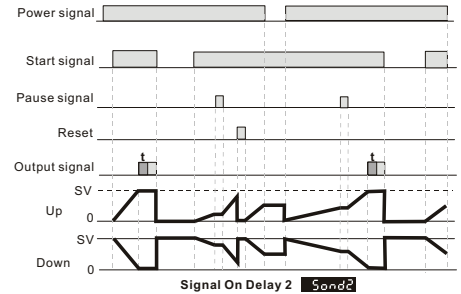 Power signal
Start signal
Pause signal
Reset
Output signal
t
t
SV
Up
0
SV
Down
0
Signal On Delay 2 Sond2